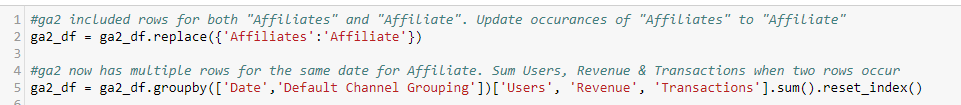 1 #ga2 included rows for both "Affiliates" and "Affiliate". Update occurances of "Affiliates" to "Affiliate"
2 ga2_df = ga2_df.replace({'Affiliates':'Affiliate'})
3
4 #ga2 now has multiple rows for the same date for Affiliate. Sum Users, Revenue & Transactions when two rows occur
5 ga2_df = ga2_df.groupby(['Date','Default Channel Grouping'])['Users', 'Revenue', 'Transactions'].sum().reset_index()